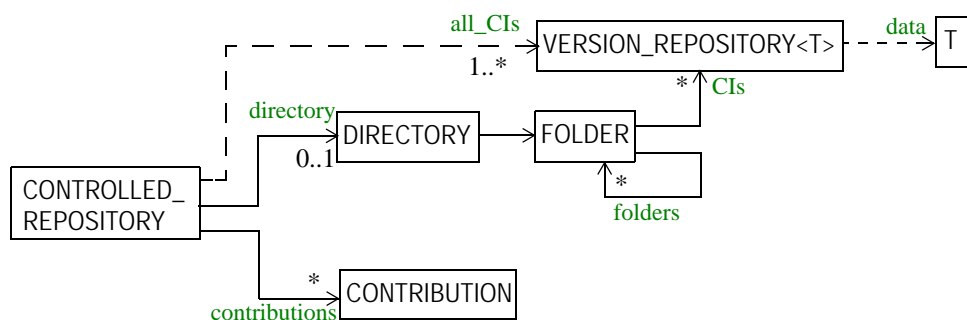 all_CIs
VERSION_REPOSITORY<T>
data
T
1..*
*
CIs
directory
DIRECTORY
FOLDER
0..1
CONTROLLED_
REPOSITORY
*
folders
*
CONTRIBUTION
contributions